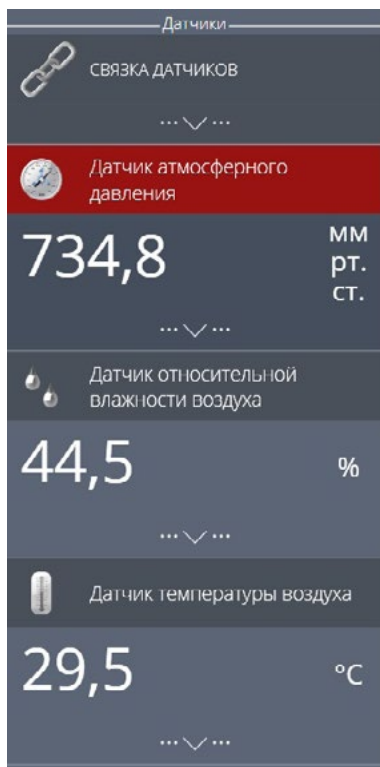 Датчики
СВЯЗКА ДАТЧИКОВ
Датчик атмосферного
давления
734,8
мм
рт.
ст.
Датчик относительной
влажности воздуха
44,5
%
Датчик температуры воздуха
29,5
°C